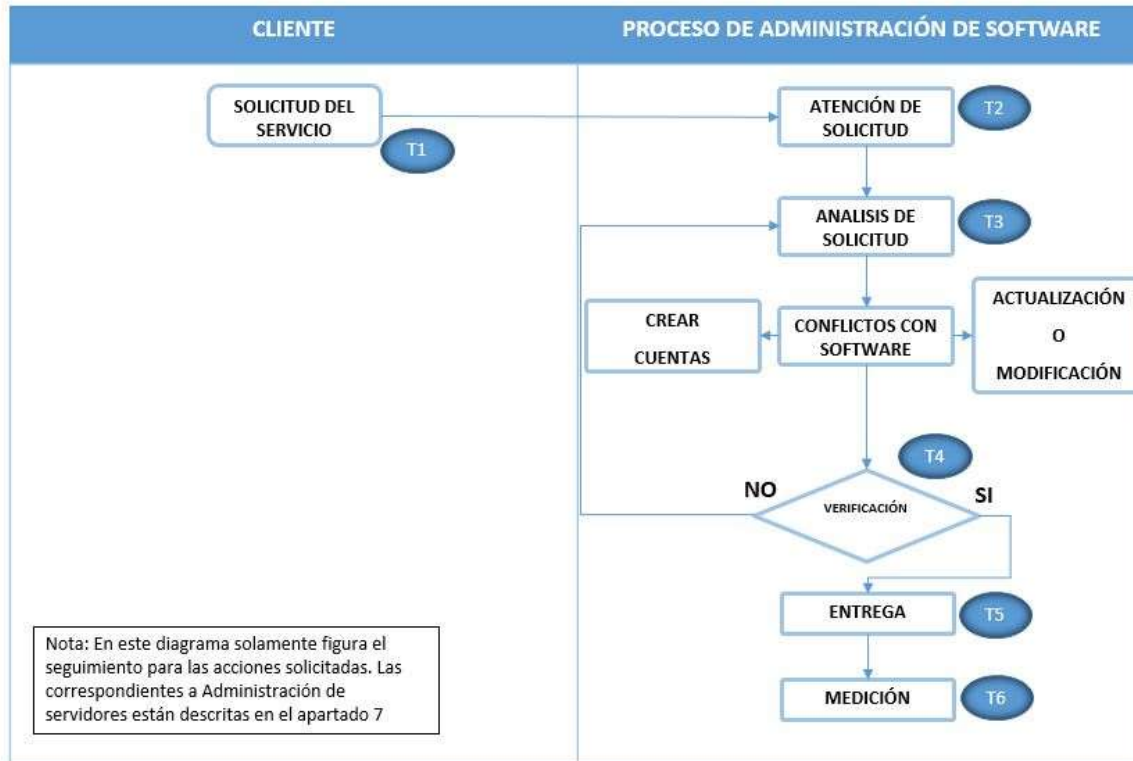 CLIENTE
PROCESO DE ADMINISTRACIÓN DE SOFTWARE
SOLICITUD DEL
SERVICIO
T1
ATENCIÓN DE
SOLICITUD
T2
ANALISIS DE
SOLICITUD
T3
CREAR
CUENTAS
CONFLICTOS CON
SOFTWARE
ACTUALIZACIÓN
O
MODIFICACIÓN
T4
NO
VERIFICACIÓN
SI
ENTREGA
T5
MEDICIÓN
T6
Nota: En este diagrama solamente figura el
seguimiento para las acciones solicitadas. Las
correspondientes a Administración de
servidores están descritas en el apartado 7